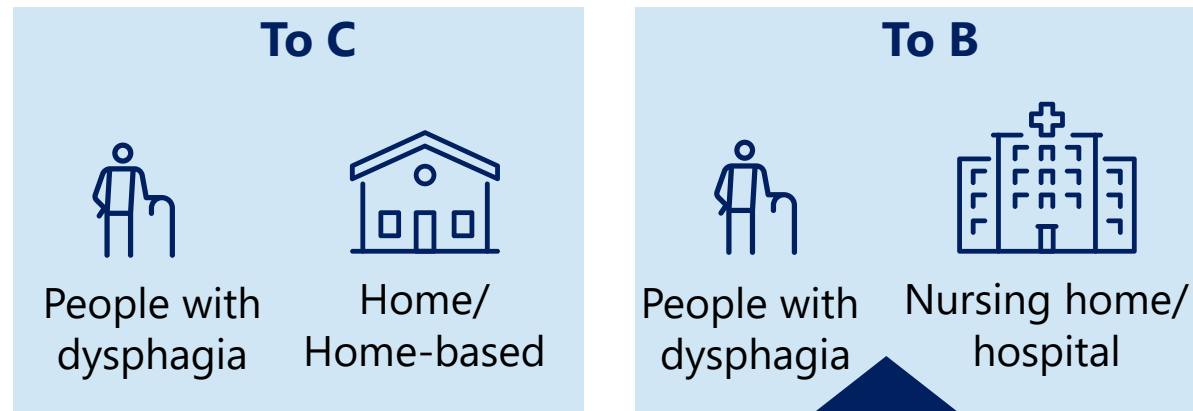 To C
People with
dysphagia
Home/
Home-based
To B
People with
dysphagia
Nursing home/
hospital